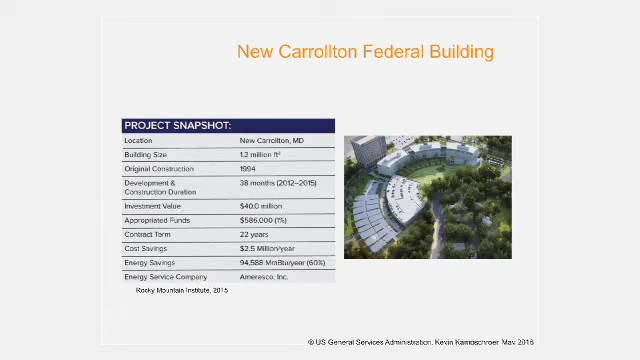 New Carrollton Federal Building
PROJECT SNAPSHOT:
Location New Carrollton, MD
Building Size 1.2 million ft²
Original Construction 1994
Development & Construction Duration 38 months (2012–2015)
Investment Value $40.0 million
Appropriated Funds $586,000 (1%)
Contract Term 22 years
Cost Savings $2.5 Million/year
Energy Savings 94,588 MmBtu/year (60%)
Energy Service Company Ameresco, Inc.
Rocky Mountain Institute, 2015
© US General Services Administration, Kevin Kampschroer May 2016